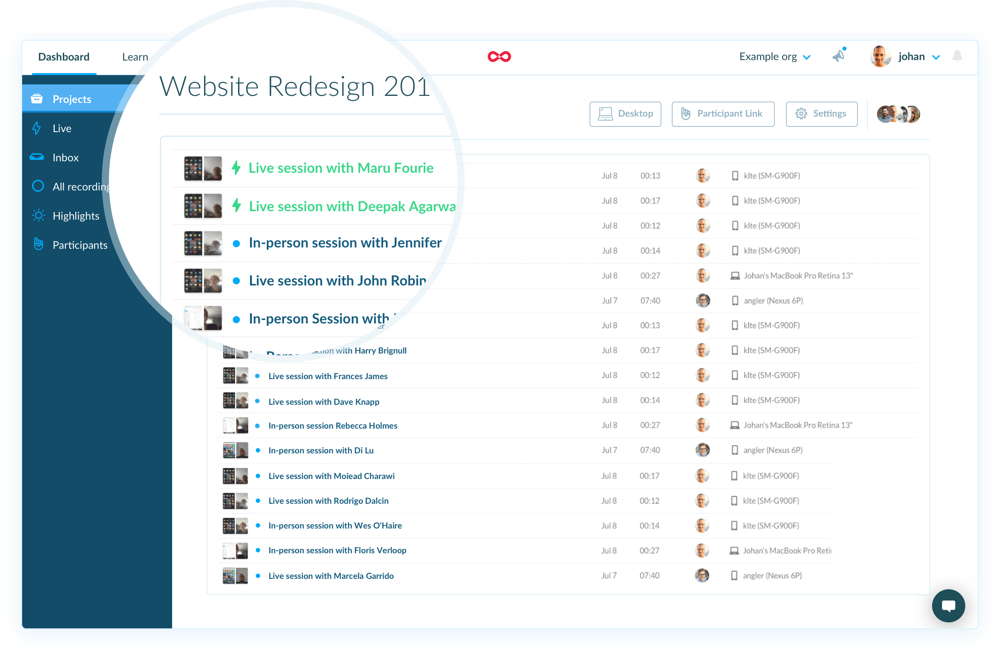 Dashboard Learn Example org johan
Website Redesign 201
Projects
Live
Inbox
All recording
Highlights
Participants
Desktop Participant Link Settings
Live session with Maru Fourie
Live session with Deepak Agarwa
In-person session with Jennifer
Live session with John Robin
In-person Session with
er
session with Harry Brignull
Live session with Frances James
Live session with Dave Knapp
In-person session Rebecca Holmes
In-person session with Di Lu
Live session with Moiead Charawi
Live session with Rodrigo Dalcin
In-person session with Wes O'Haire
In-person session with Floris Verloop
Live session with Marcela Garrido
Jul 8 00:13 klte (SM-G900F)
Jul 8 00:17 klte (SM-G900F)
Jul 8 00:12 klte (SM-G900F)
Jul 8 00:14 klte (SM-G900F)
Jul 8 00:27 Johan's MacBook Pro Retina 13"
Jul 7 07:40 angler (Nexus 6P)
Jul 8 00:13 klte (SM-G900F)
Jul 8 00:17 klte (SM-G900F)
Jul 8 00:12 klte (SM-G900F)
Jul 8 00:14 klte (SM-G900F)
Jul 8 00:27 Johan's MacBook Pro Retina 13"
Jul 7 07:40 angler (Nexus 6P)
Jul 8 00:17 klte (SM-G900F)
Jul 8 00:12 klte (SM-G900F)
Jul 8 00:14 klte (SM-G900F)
Jul 8 00:27 Johan's MacBook Pro Reti
Jul 7 07:40 angler (Nexus 6P)